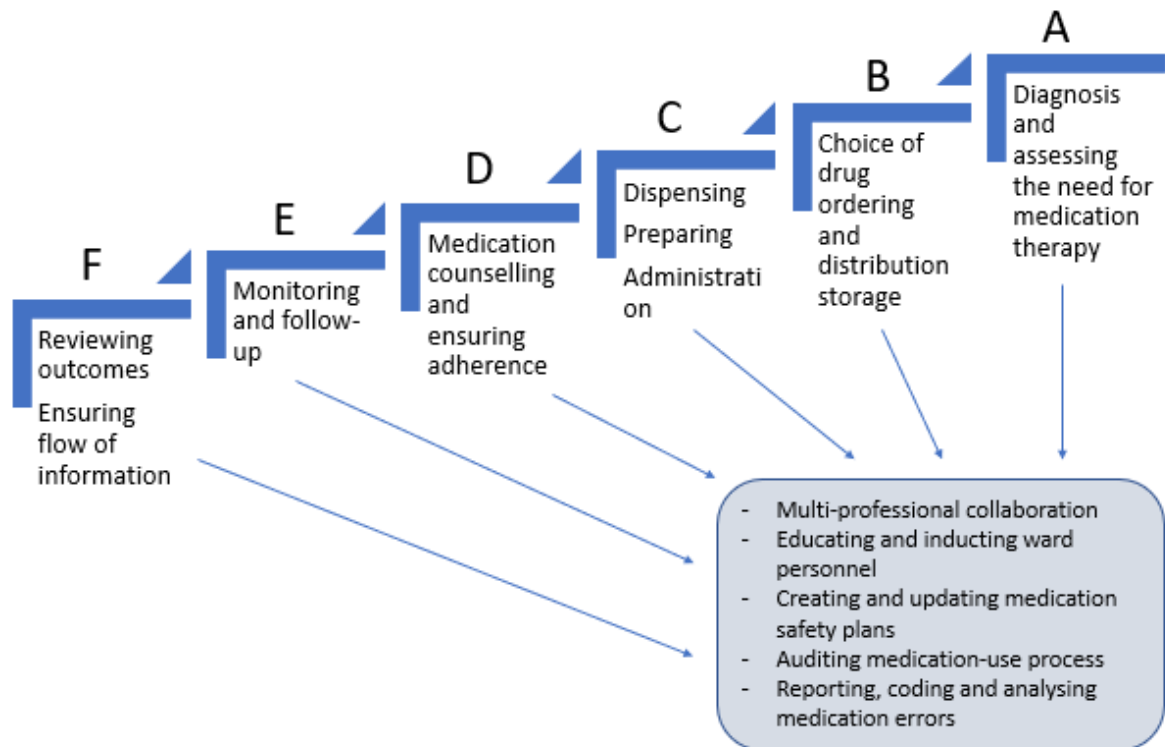 A
Diagnosis
and
assessing
the need for
medication
therapy
B
Choice of
drug
ordering
and
distribution
storage
C
Dispensing
Preparing
Administrati
on
D
Medication
counselling
and
ensuring
adherence
E
Monitoring
and follow-
up
F
Reviewing
outcomes
Ensuring
flow of
information
- Multi-professional collaboration
- Educating and inducting ward
personnel
- Creating and updating medication
safety plans
- Auditing medication-use process
- Reporting, coding and analysing
medication errors